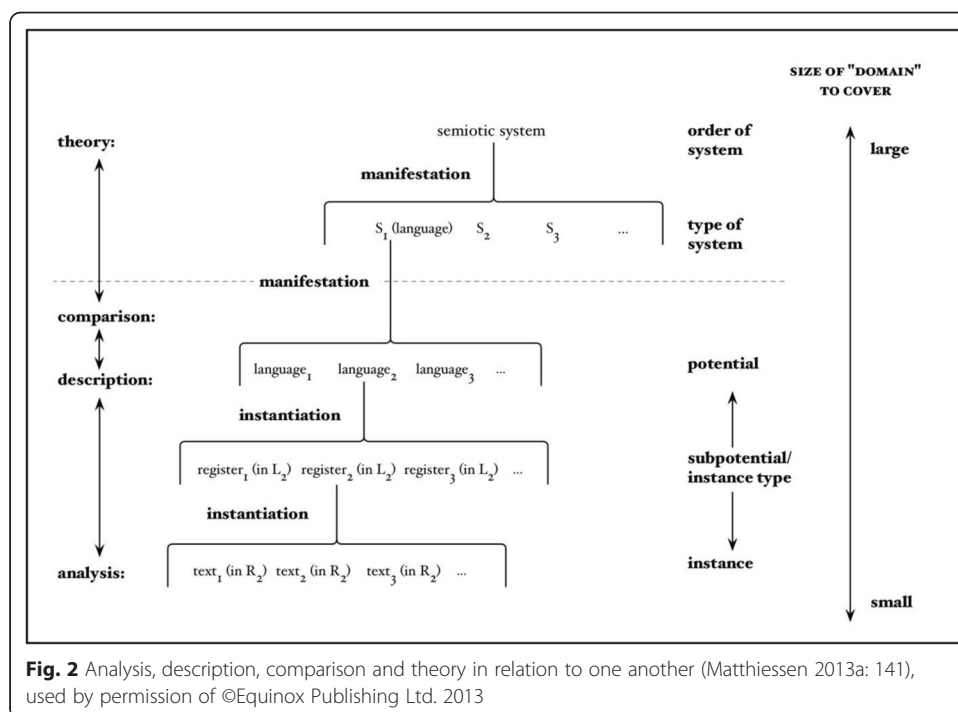 SIZE OF "DOMAIN"
TO COVER
semiotic system
order of
system
theory:
large
manifestation
S₁ (language) S₂ S₃ ...
type of
system
manifestation
comparison:
language₁ language₂ language₃ ...
potential
description:
instantiation
register₁ (in L₂) register₂ (in L₂) register₃ (in L₂) ...
subpotential/
instance type
instantiation
analysis:
text₁ (in R₂) text₂ (in R₂) text₃ (in R₂) ...
instance
small
Fig. 2 Analysis, description, comparison and theory in relation to one another (Matthiessen 2013a: 141),
used by permission of ©Equinox Publishing Ltd. 2013